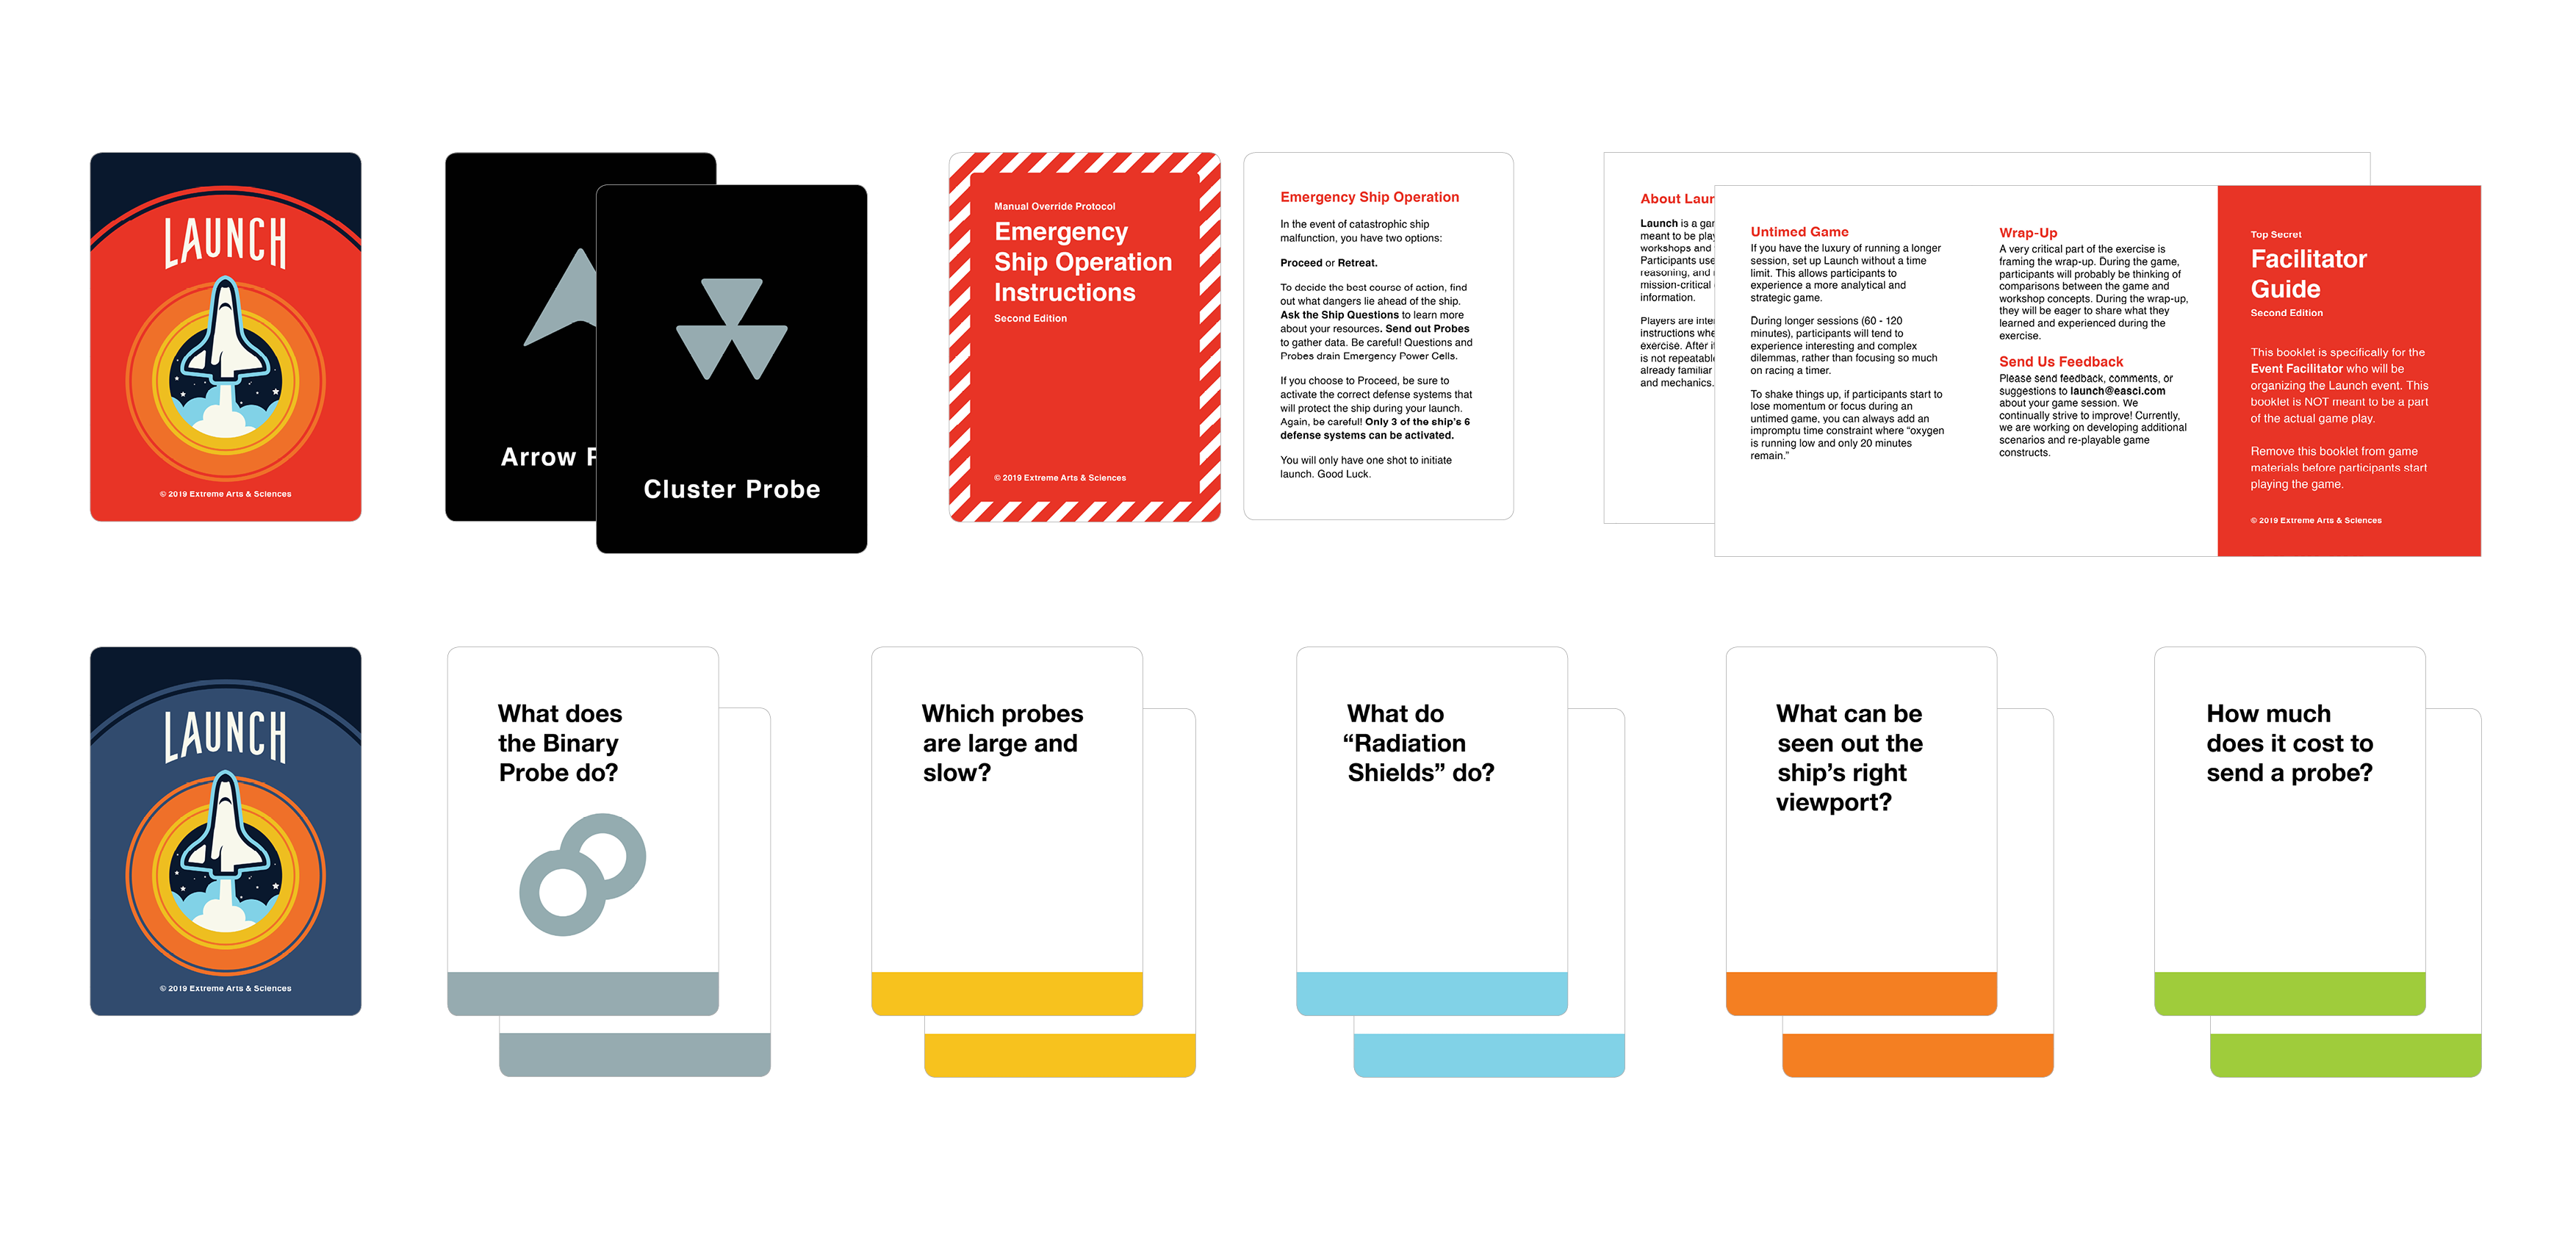 LAUNCH
© 2019 Extreme Arts & Sciences
Arrow
Cluster Probe
Manual Override Protocol
Emergency
Ship Operation
Instructions
Second Edition
© 2019 Extreme Arts & Sciences
Emergency Ship Operation
In the event of catastrophic ship
malfunction, you have two options:
Proceed or Retreat.
To decide the best course of action, find
out what dangers lie ahead of the ship.
Ask the Ship Questions to learn more
about your resources. Send out Probes
to gather data. Be careful! Questions and
Probes drain Emergency Power Cells.
If you choose to Proceed, be sure to
activate the correct defense systems that
will protect the ship during your launch.
Again, be careful! Only 3 of the ship's 6
defense systems can be activated.
You will only have one shot to initiate
launch. Good Luck.
About
Launch is a
meant to be
workshops and
Participants use
reasoning, and
mission-critical
information.
Players are
instructions
exercise. After
is not
already familiar
and mechanics.
Untimed Game
If you have the luxury of running a longer
session, set up Launch without a time
limit. This allows participants to
experience a more analytical and
strategic game.
During longer sessions (60 - 120
minutes), participants will tend to
experience interesting and complex
dilemmas, rather than focusing so much
on racing a timer.
To shake things up, if participants start to
lose momentum or focus during an
untimed game, you can always add an
impromptu time constraint where “oxygen
is running low and only 20 minutes
remain.”
Wrap-Up
A very critical part of the exercise is
framing the wrap-up. During the game,
participants will probably be thinking of
comparisons between the game and
workshop concepts. During the wrap-up,
they will be eager to share what they
learned and experienced during the
exercise.
Send Us Feedback
Please send feedback, comments, or
suggestions to launch@easci.com
about your game session. We
continually strive to improve! Currently,
we are working on developing additional
scenarios and re-playable game
constructs.
Top Secret
Facilitator
Guide
Second Edition
This booklet is specifically for the
Event Facilitator who will be
organizing the Launch event. This
booklet is NOT meant to be a part
of the actual game play.
Remove this booklet from game
materials before participants start
playing the game.
© 2019 Extreme Arts & Sciences
LAUNCH
© 2019 Extreme Arts & Sciences
What does
the Binary
Probe do?
Which probes
are large and
slow?
What do
“Radiation
Shields” do?
What can be
seen out the
ship’s right
viewport?
How much
does it cost to
send a probe?